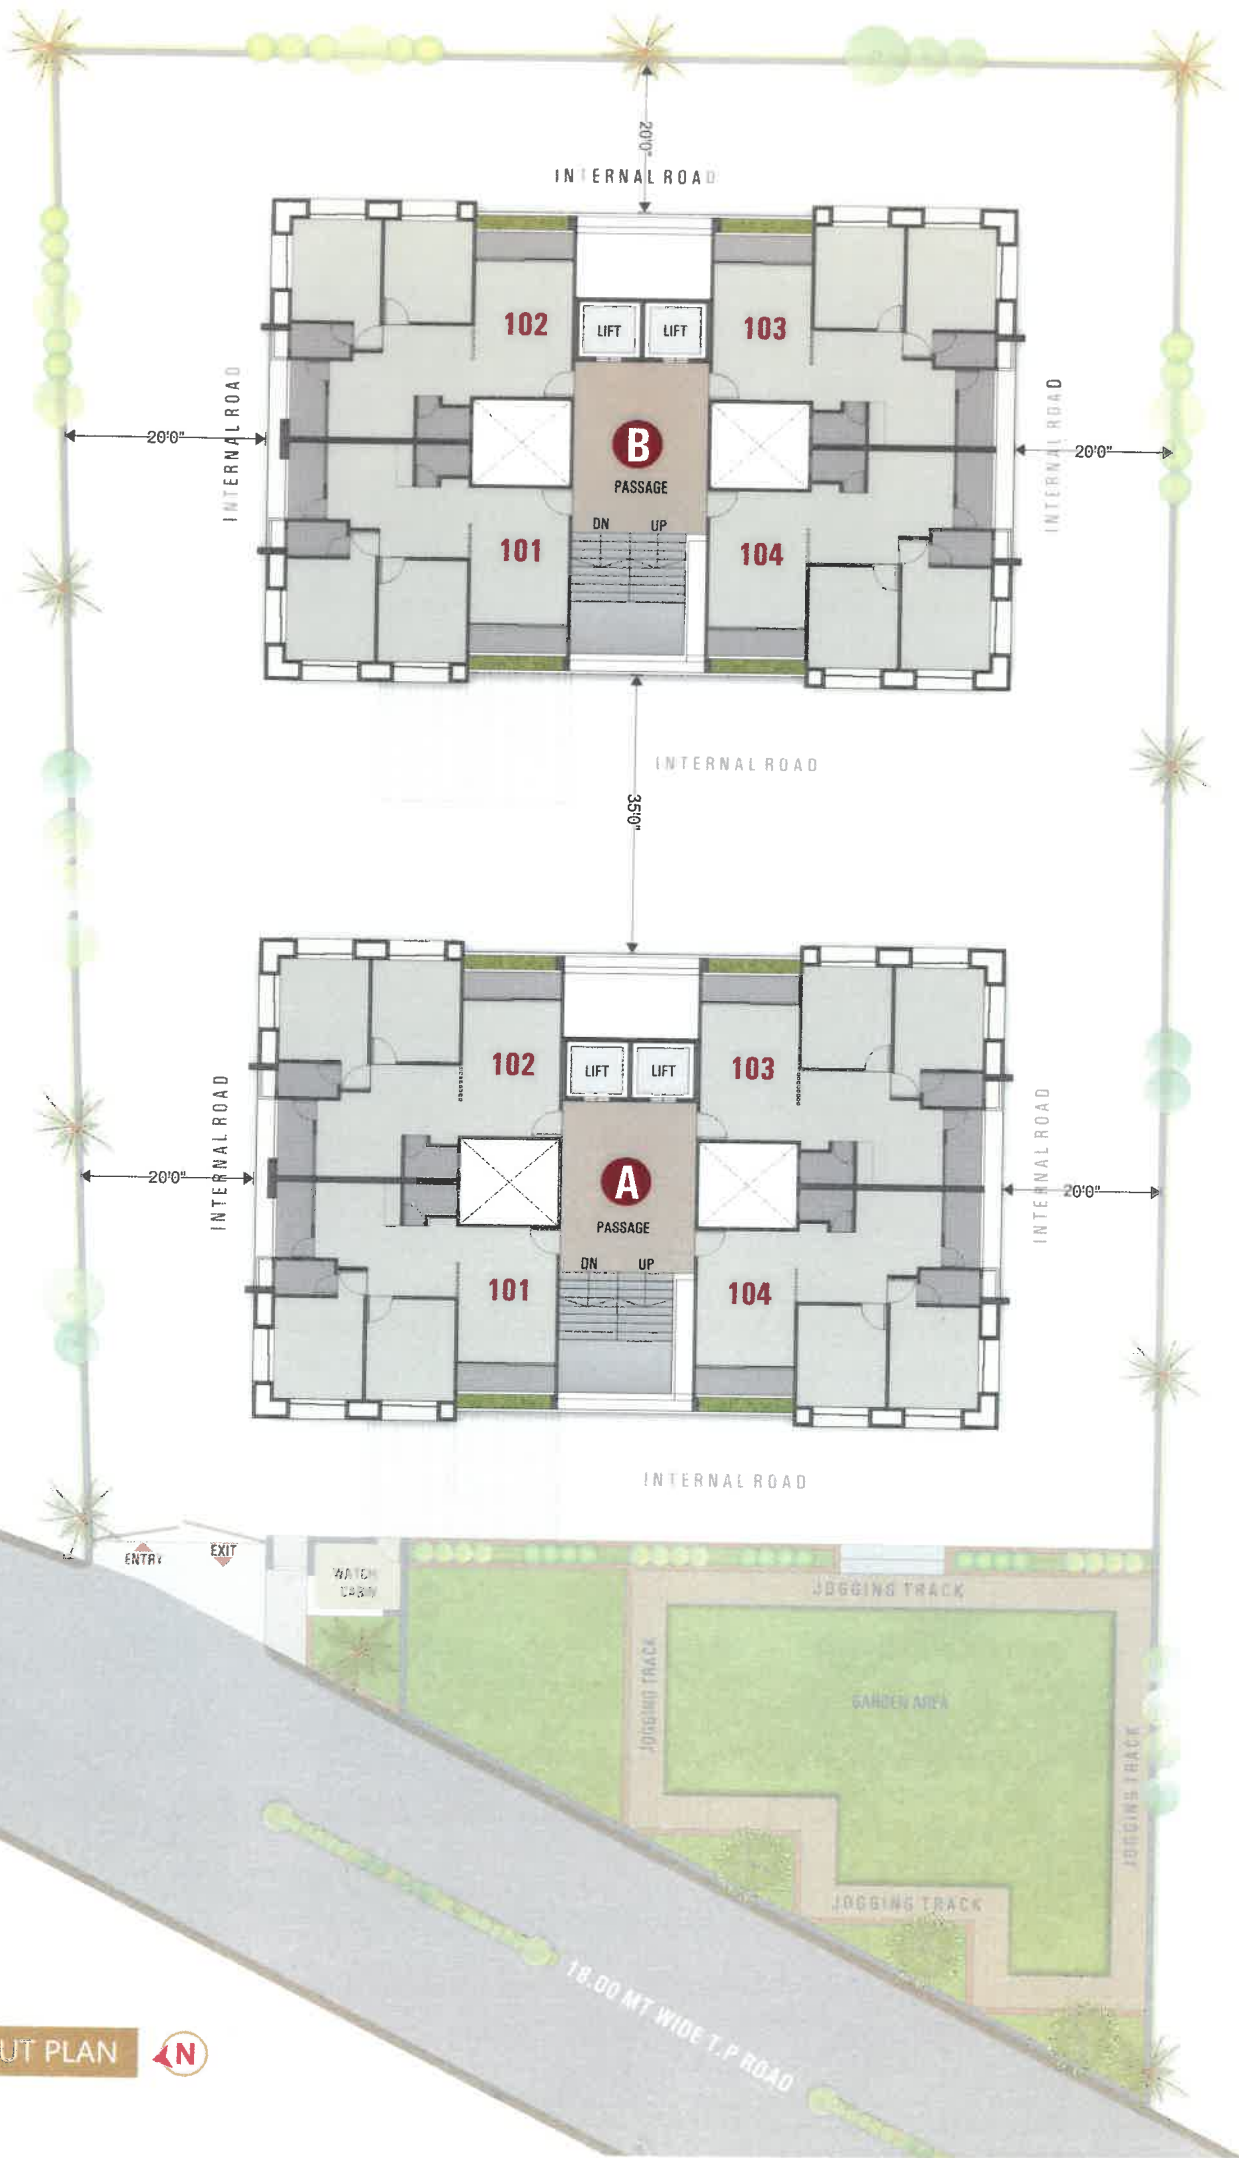 20'0"
INTERNAL ROAD
102
LIFT
LIFT
103
INTERNAL ROAD
20'0"
B
PASSAGE
INTERNAL ROAD
20'0"
DN
UP
101
104
INTERNAL ROAD
35'0"
102
LIFT
LIFT
103
INTERNAL ROAD
20'0"
A
PASSAGE
INTERNAL ROAD
20'0"
DN
UP
101
104
INTERNAL ROAD
ENTRY
EXIT
WATCH
CABIN
JOGGING TRACK
JOGGING TRACK
GARDEN AREA
JOGGING TRACK
JOGGING TRACK
18.00 MT WIDE T.P ROAD
UT PLAN
N